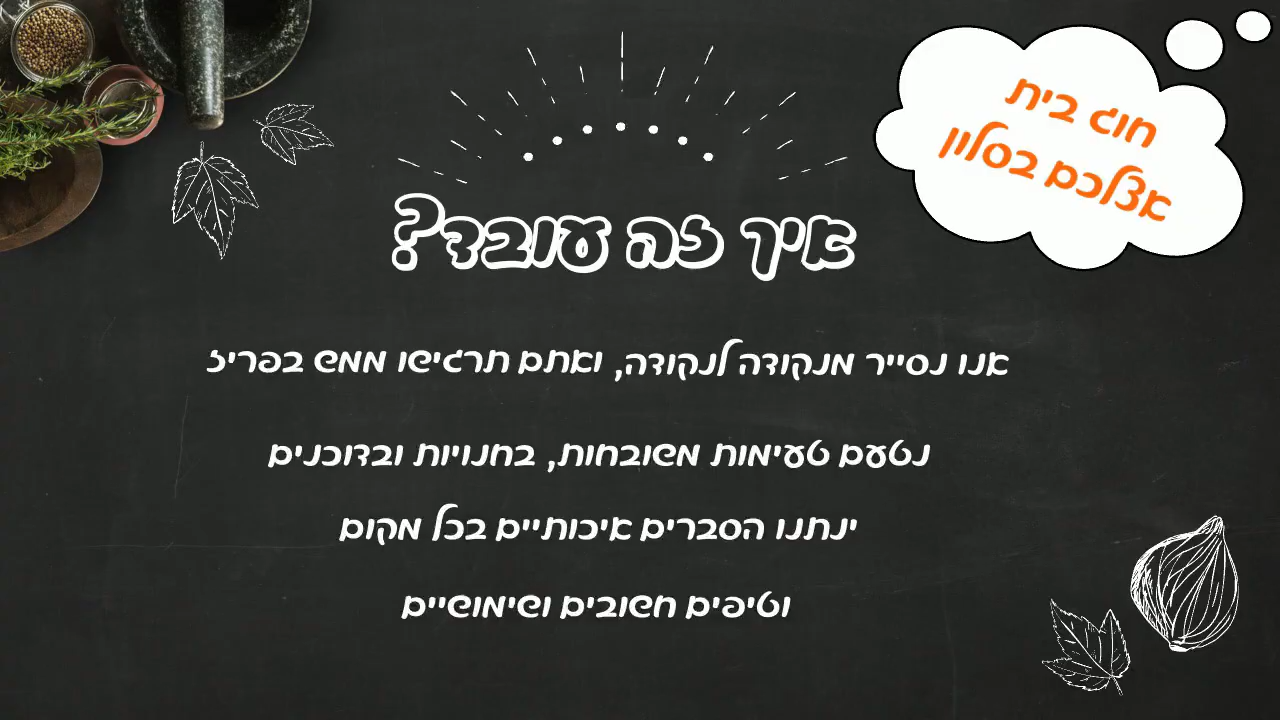 חוג בית
אצלכם בסלון
איך זה עובד?
אנו נסייר מנקודה לנקודה, ואתם תרגישו ממש בפריז
נטעם טעימות משובחות, בחנויות ובדוכנים
ינתנו הסברים איכותיים בכל מקום
וטיפים חשובים ושימושיים